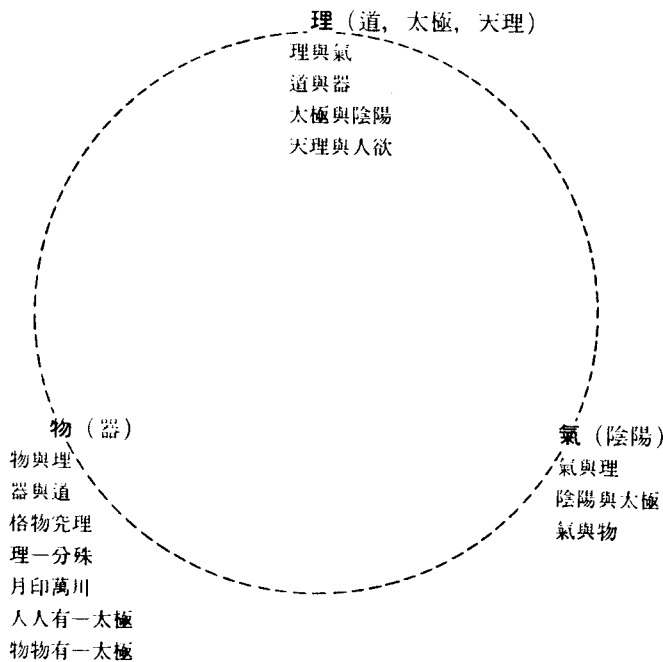 理（道，太極，天理）
理與氣
道與器
太極與陰陽
天理與人欲
物（器）
物與理
器與道
格物究理
理一分殊
月印萬川
人人有一太極
物物有一太極
氣（陰陽）
氣與理
陰陽與太極
氣與物